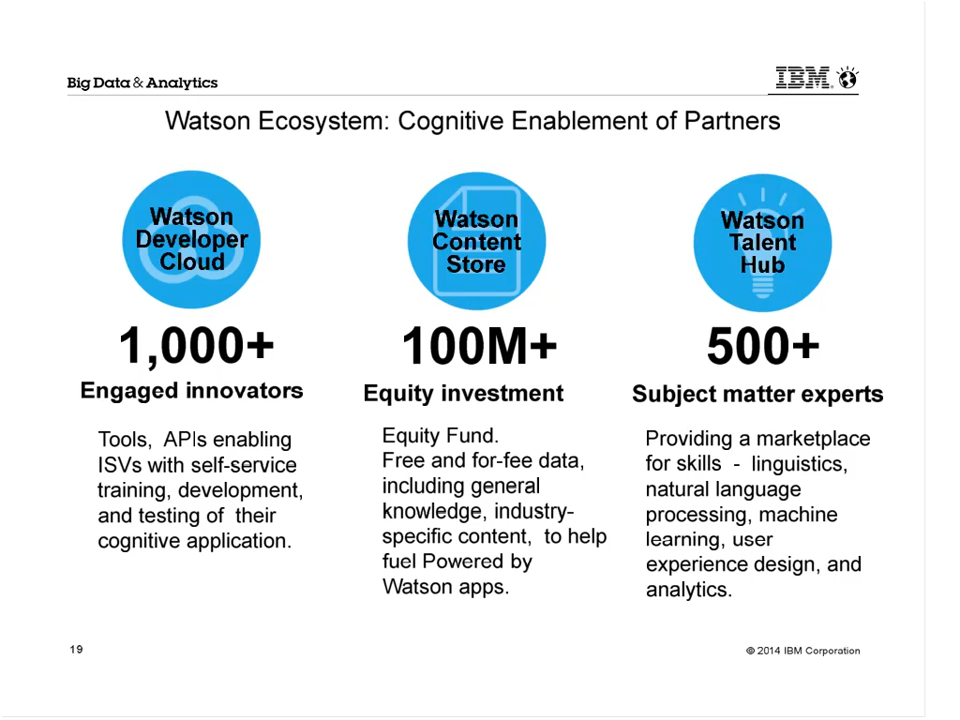 Big Data & Analytics
IBM®
Watson Ecosystem: Cognitive Enablement of Partners
Watson
Developer
Cloud
1,000+
Engaged innovators
Tools, APIs enabling
ISVs with self-service
training, development,
and testing of their
cognitive application.
Watson
Content
Store
100M+
Equity investment
Equity Fund.
Free and for-fee data,
including general
knowledge, industry-
specific content, to help
fuel Powered by
Watson apps.
Watson
Talent
Hub
500+
Subject matter experts
Providing a marketplace
for skills - linguistics,
natural language
processing, machine
learning, user
experience design, and
analytics.
19
© 2014 IBM Corporation